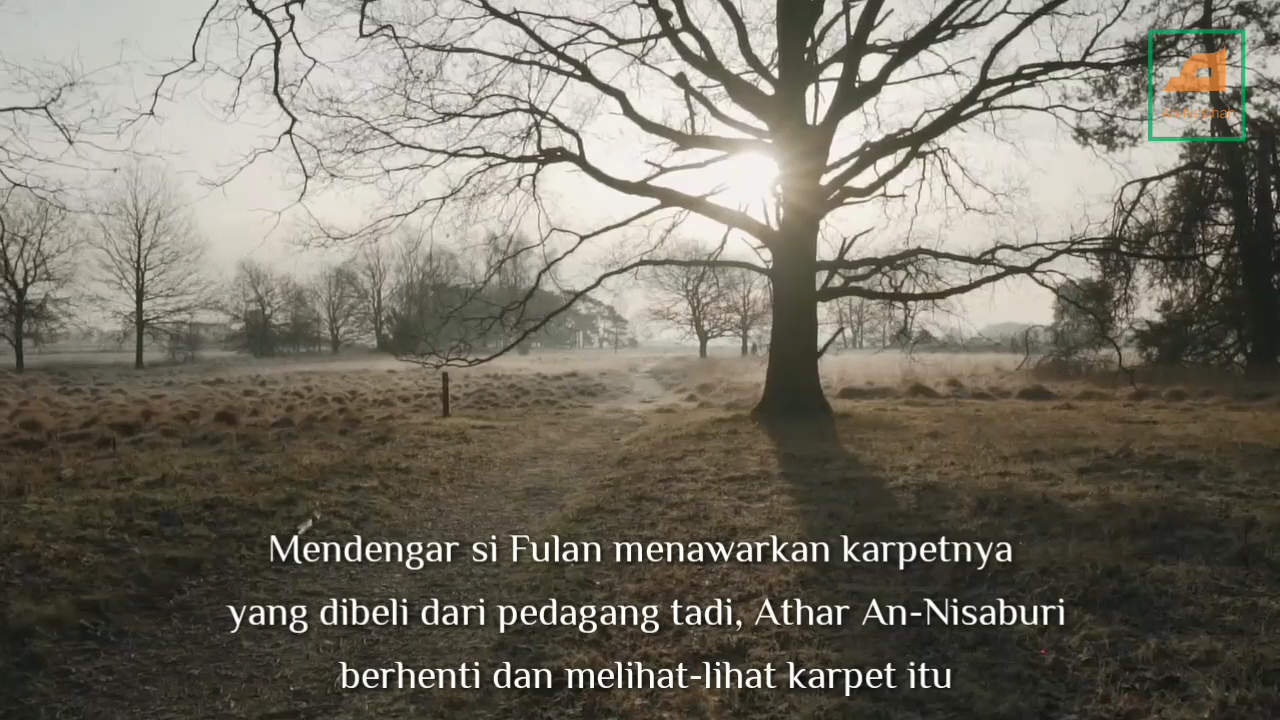 Mendengar si Fulan menawarkan karpetnya
yang dibeli dari pedagang tadi, Athar An-Nisaburi
berhenti dan melihat-lihat karpet itu